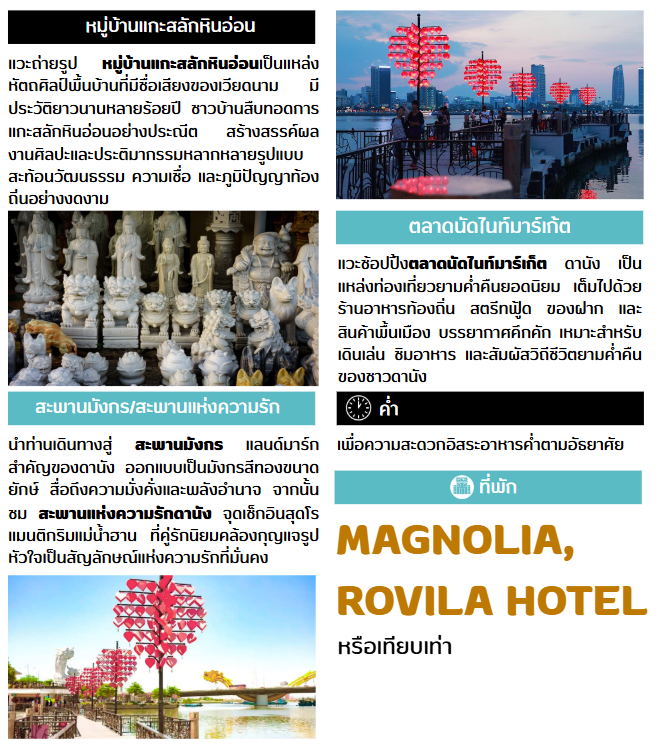 หมู่บ้านแกะสลักหินอ่อน
แวะถ่ายรูป หมู่บ้านแกะสลักหินอ่อนเป็นแหล่ง
หัตถศิลป์พื้นบ้านที่มีชื่อเสียงของเวียดนาม มี
ประวัติยาวนานหลายร้อยปี ชาวบ้านสืบทอดการ
แกะสลักหินอ่อนอย่างประณีต สร้างสรรค์ผล
งานศิลปะและประติมากรรมหลากหลายรูปแบบ
สะท้อนวัฒนธรรม ความเชื่อ และภูมิปัญญาท้อง
ถิ่นอย่างงดงาม
สะพานมังกร/สะพานแห่งความรัก
นำท่านเดินทางสู่ สะพานมังกร แลนด์มาร์ก
สำคัญของดานัง ออกแบบเป็นมังกรสีทองขนาด
ยักษ์ สื่อถึงความมั่งคั่งและพลังอำนาจ จากนั้น
ชม สะพานแห่งความรักดานัง จุดเช็กอินสุดโร
แมนติกริมแม่น้ำฮาน ที่คู่รักนิยมคล้องกุญแจรูป
หัวใจเป็นสัญลักษณ์แห่งความรักที่มั่นคง
ตลาดนัดไนท์มาร์เก้ต
แวะช้อปปิ้งตลาดนัดไนท์มาร์เก็ต ดานัง เป็น
แหล่งท่องเที่ยวยามค่ำคืนยอดนิยม เต็มไปด้วย
ร้านอาหารท้องถิ่น สตรีทฟู้ด ของฝาก และ
สินค้าพื้นเมือง บรรยากาศคึกคัก เหมาะสำหรับ
เดินเล่น ชิมอาหาร และสัมผัสวิถีชีวิตยามค่ำคืน
ของชาวดานัง
ค่ำ
เพื่อความสะดวกอิสระอาหารค่ำตามอัธยาศัย
ที่พัก
MAGNOLIA,
ROVILA HOTEL
หรือเทียบเท่า